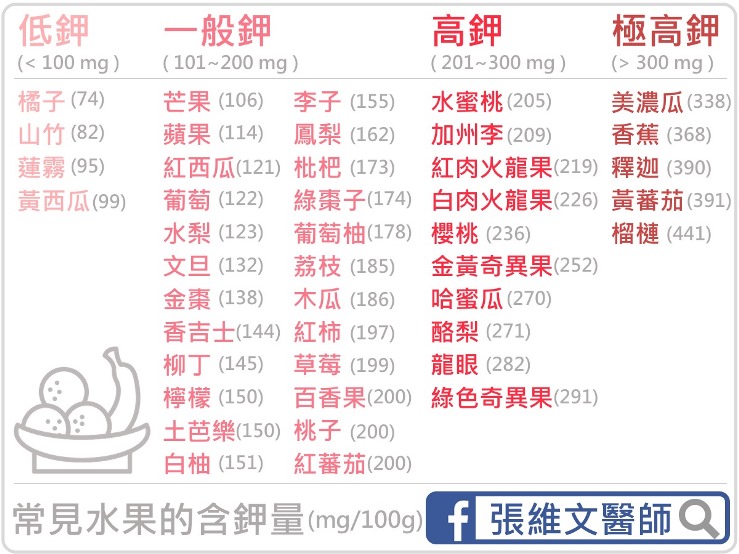 低鉀
(< 100 mg)
橘子 (74)
山竹 (82)
蓮霧 (95)
黃西瓜(99)
一般鉀
(101~200 mg)
芒果 (106)
蘋果 (114)
紅西瓜(121)
葡萄 (122)
水梨 (123)
文旦 (132)
金棗 (138)
香吉士(144)
柳丁 (145)
檸檬 (150)
土芭樂(150)
白柚 (151)
李子 (155)
鳳梨 (162)
枇杷 (173)
綠棗子(174)
葡萄柚(178)
荔枝 (185)
木瓜 (186)
紅柿 (197)
草莓 (199)
百香果(200)
桃子 (200)
紅蕃茄(200)
高鉀
(201~300 mg)
水蜜桃(205)
加州李(209)
紅肉火龍果(219)
白肉火龍果(226)
櫻桃 (236)
金黃奇異果(252)
哈蜜瓜(270)
酪梨 (271)
龍眼 (282)
綠色奇異果(291)
極高鉀
(> 300 mg)
美濃瓜(338)
香蕉 (368)
釋迦 (390)
黃蕃茄(391)
榴槤 (441)
常見水果的含鉀量(mg/100g)
f 張維文醫師